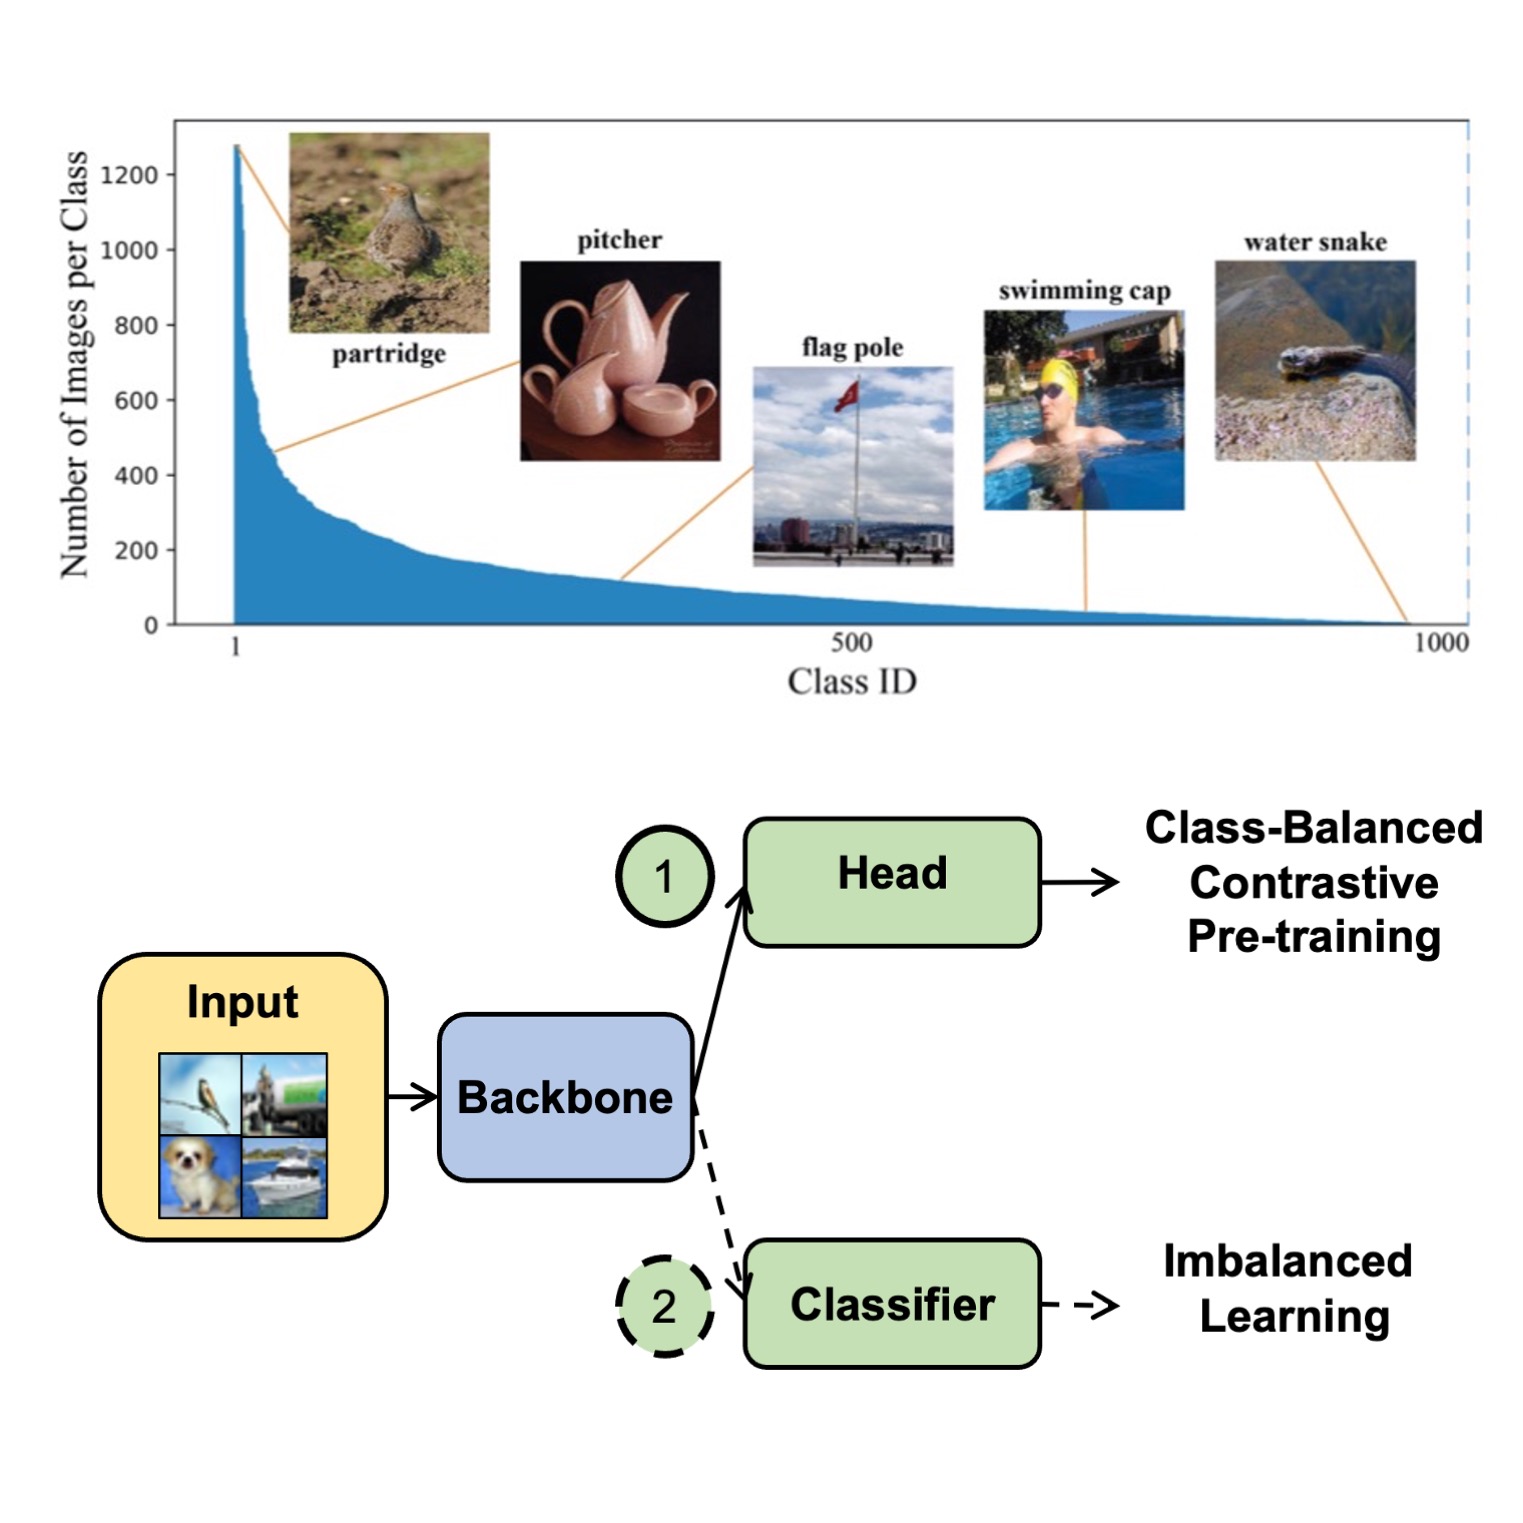 Number of Images per Class
1200
1000
800
600
400
200
0
partridge
pitcher
flag pole
swimming cap
water snake
1
500
1000
Class ID
Input
Backbone
1
Head
Class-Balanced
Contrastive
Pre-training
2
Classifier
Imbalanced
Learning